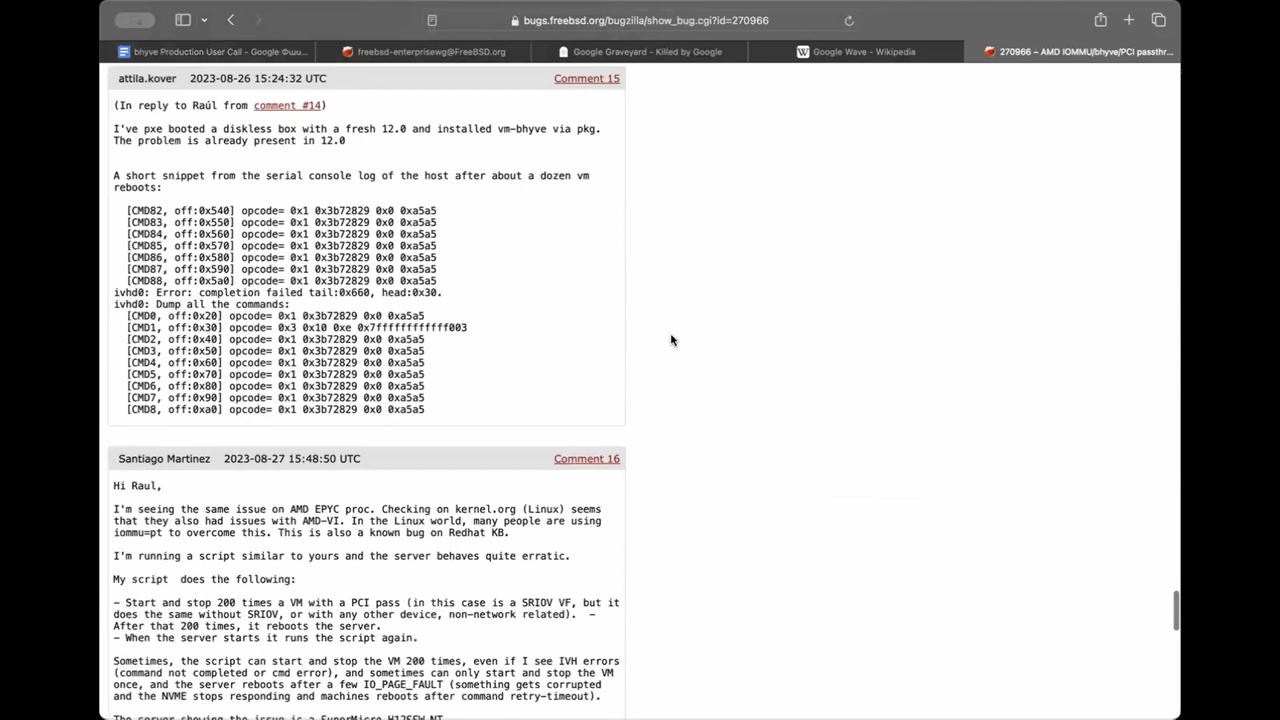 bugs.freebsd.org/bugzilla/show_bug.cgi?id=270966
bhyve Production User Call - Google Фши...
freebsd-enterprisewg@FreeBSD.org
Google Graveyard - Killed by Google
W Google Wave - Wikipedia
270966 – AMD IOMMU/bhyve/PCI passthr...
attila.kover 2023-08-26 15:24:32 UTC Comment 15
(In reply to Raúl from comment #14)
I've pxe booted a diskless box with a fresh 12.0 and installed vm-bhyve via pkg.
The problem is already present in 12.0
A short snippet from the serial console log of the host after about a dozen vm
reboots:
[CMD82, off:0x540] opcode= 0x1 0x3b72829 0x0 0xa5a5
[CMD83, off:0x550] opcode= 0x1 0x3b72829 0x0 0xa5a5
[CMD84, off:0x560] opcode= 0x1 0x3b72829 0x0 0xa5a5
[CMD85, off:0x570] opcode= 0x1 0x3b72829 0x0 0xa5a5
[CMD86, off:0x580] opcode= 0x1 0x3b72829 0x0 0xa5a5
[CMD87, off:0x590] opcode= 0x1 0x3b72829 0x0 0xa5a5
[CMD88, off:0x5a0] opcode= 0x1 0x3b72829 0x0 0xa5a5
ivhd0: Error: completion failed tail:0x660, head:0x30.
ivhd0: Dump all the commands:
[CMD0, off:0x20] opcode= 0x1 0x3b72829 0x0 0xa5a5
[CMD1, off:0x30] opcode= 0x3 0x10 0xe 0x7ffffffffffff003
[CMD2, off:0x40] opcode= 0x1 0x3b72829 0x0 0xa5a5
[CMD3, off:0x50] opcode= 0x1 0x3b72829 0x0 0xa5a5
[CMD4, off:0x60] opcode= 0x1 0x3b72829 0x0 0xa5a5
[CMD5, off:0x70] opcode= 0x1 0x3b72829 0x0 0xa5a5
[CMD6, off:0x80] opcode= 0x1 0x3b72829 0x0 0xa5a5
[CMD7, off:0x90] opcode= 0x1 0x3b72829 0x0 0xa5a5
[CMD8, off:0xa0] opcode= 0x1 0x3b72829 0x0 0xa5a5
Santiago Martinez 2023-08-27 15:48:50 UTC Comment 16
Hi Raul,
I'm seeing the same issue on AMD EPYC proc. Checking on kernel.org (Linux) seems
that they also had issues with AMD-VI. In the Linux world, many people are using
iommu=pt to overcome this. This is also a known bug on Redhat KB.
I'm running a script similar to yours and the server behaves quite erratic.
My script  does the following:
- Start and stop 200 times a VM with a PCI pass (in this case is a SRIOV VF, but it
does the same without SRIOV, or with any other device, non-network related).  -
After that 200 times, it reboots the server.
- When the server starts it runs the script again.
Sometimes, the script can start and stop the VM 200 times, even if I see IVH errors
(command not completed or cmd error), and sometimes can only start and stop the VM
once, and the server reboots after a few IO_PAGE_FAULT (something gets corrupted
and the NVME stops responding and machines reboots after command retry-timeout).
The server showing the issue is a SuperMicro H12SSW-NT